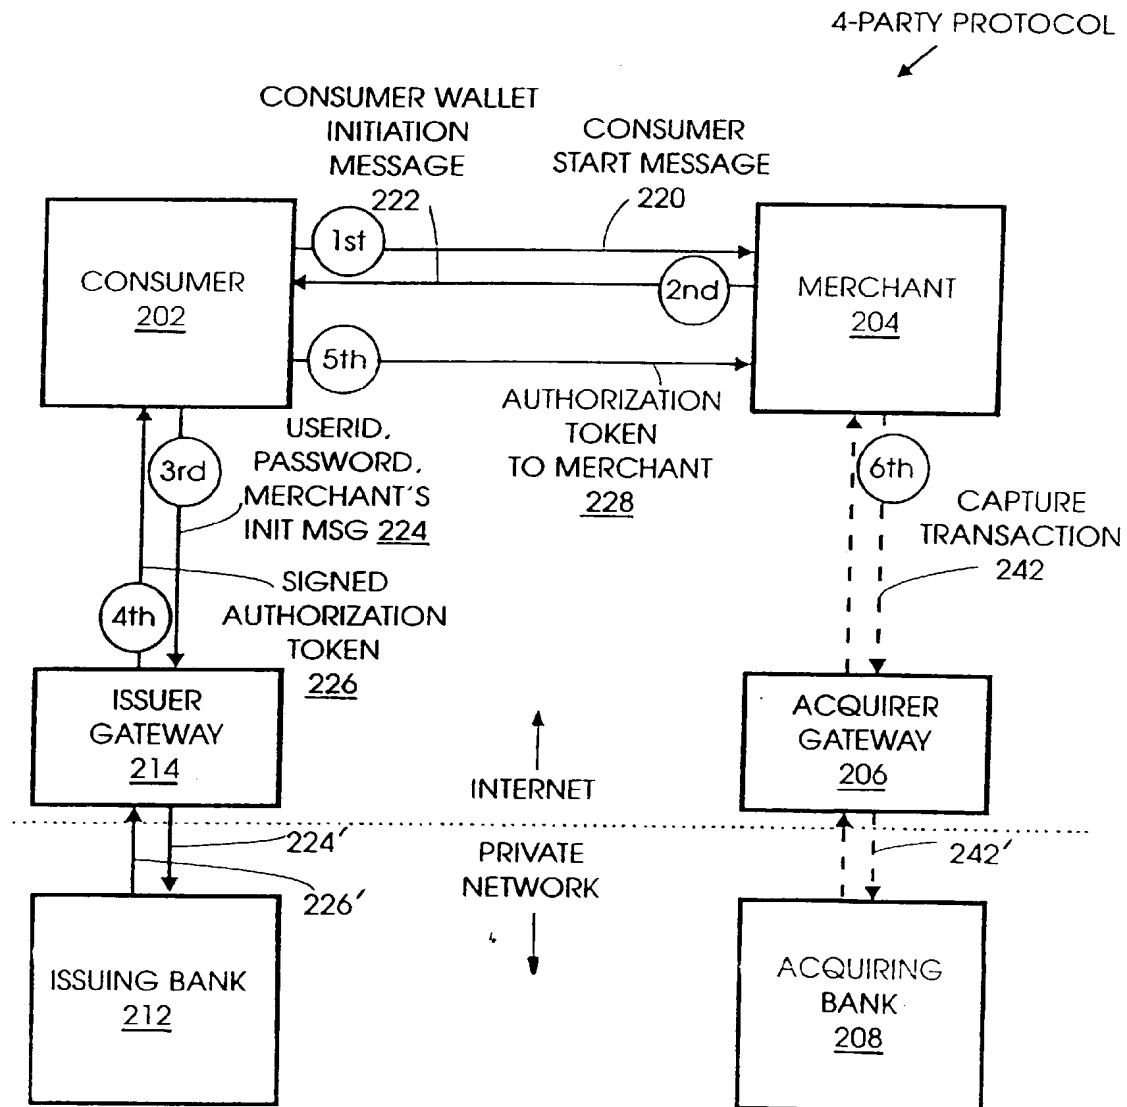 4-PARTY PROTOCOL
CONSUMER WALLET
INITIATION
MESSAGE
222
CONSUMER
START MESSAGE
220
1st
CONSUMER
202
2nd
MERCHANT
204
5th
AUTHORIZATION
TOKEN
TO MERCHANT
228
USERID,
PASSWORD,
MERCHANT'S
INIT MSG 224
3rd
6th
CAPTURE
TRANSACTION
242
4th
SIGNED
AUTHORIZATION
TOKEN
226
ISSUER
GATEWAY
214
ACQUIRER
GATEWAY
206
INTERNET
224'
PRIVATE
NETWORK
242'
226'
ISSUING BANK
212
ACQUIRING
BANK
208